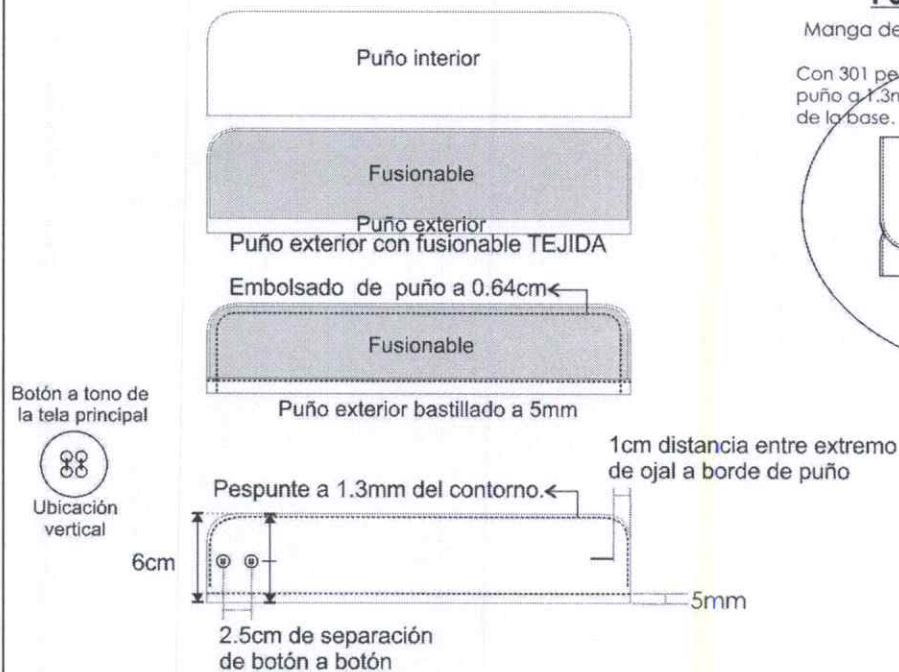 Puño interior
Manga de
Con 301 pe
puño a 1.3m
de la base.
Fusionable
Puño exterior
Puño exterior con fusionable TEJIDA
Embolsado de puño a 0.64cm
Fusionable
Puño exterior bastillado a 5mm
Botón a tono de
la tela principal
Ubicación
vertical
1cm distancia entre extremo
de ojal a borde de puño
Pespunte a 1.3mm del contorno.
6cm
5mm
2.5cm de separación
de botón a botón